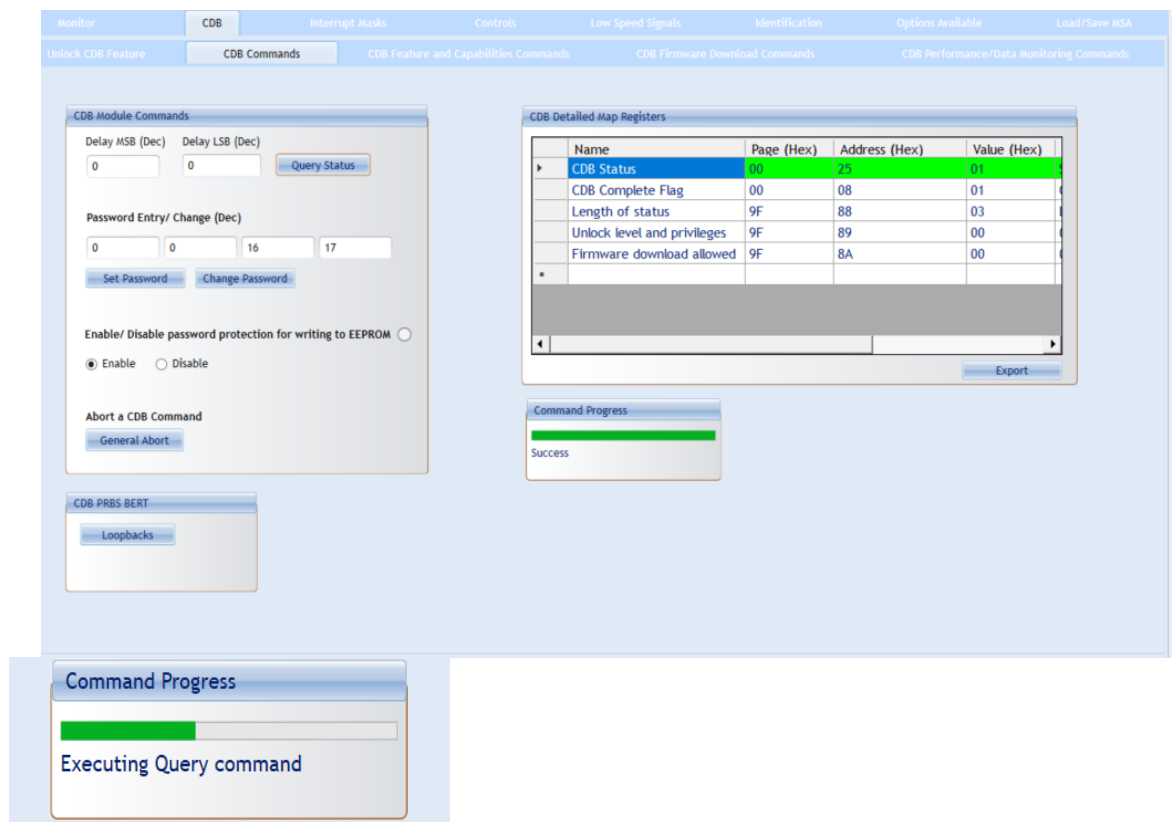 Monitor CDB Interrupt Masks Controls Low Speed Signals Identification Options Available Load/Save MSA
Unlock CDB Feature CDB Commands CDB Feature and Capabilities Commands CDB Firmware Download Commands CDB Performance/Data Monitoring Commands
CDB Module Commands
Delay MSB (Dec) Delay LSB (Dec)
0 0 Query Status
Password Entry/ Change (Dec)
0 0 16 17
Set Password Change Password
Enable/ Disable password protection for writing to EEPROM
Enable Disable
Abort a CDB Command
General Abort
CDB PRBS BERT
Loopbacks
CDB Detailed Map Registers
Name Page (Hex) Address (Hex) Value (Hex)
CDB Status 00 25 01
CDB Complete Flag 00 08 01
Length of status 9F 88 03
Unlock level and privileges 9F 89 00
Firmware download allowed 9F 8A 00
Export
Command Progress
Success
Command Progress
Executing Query command